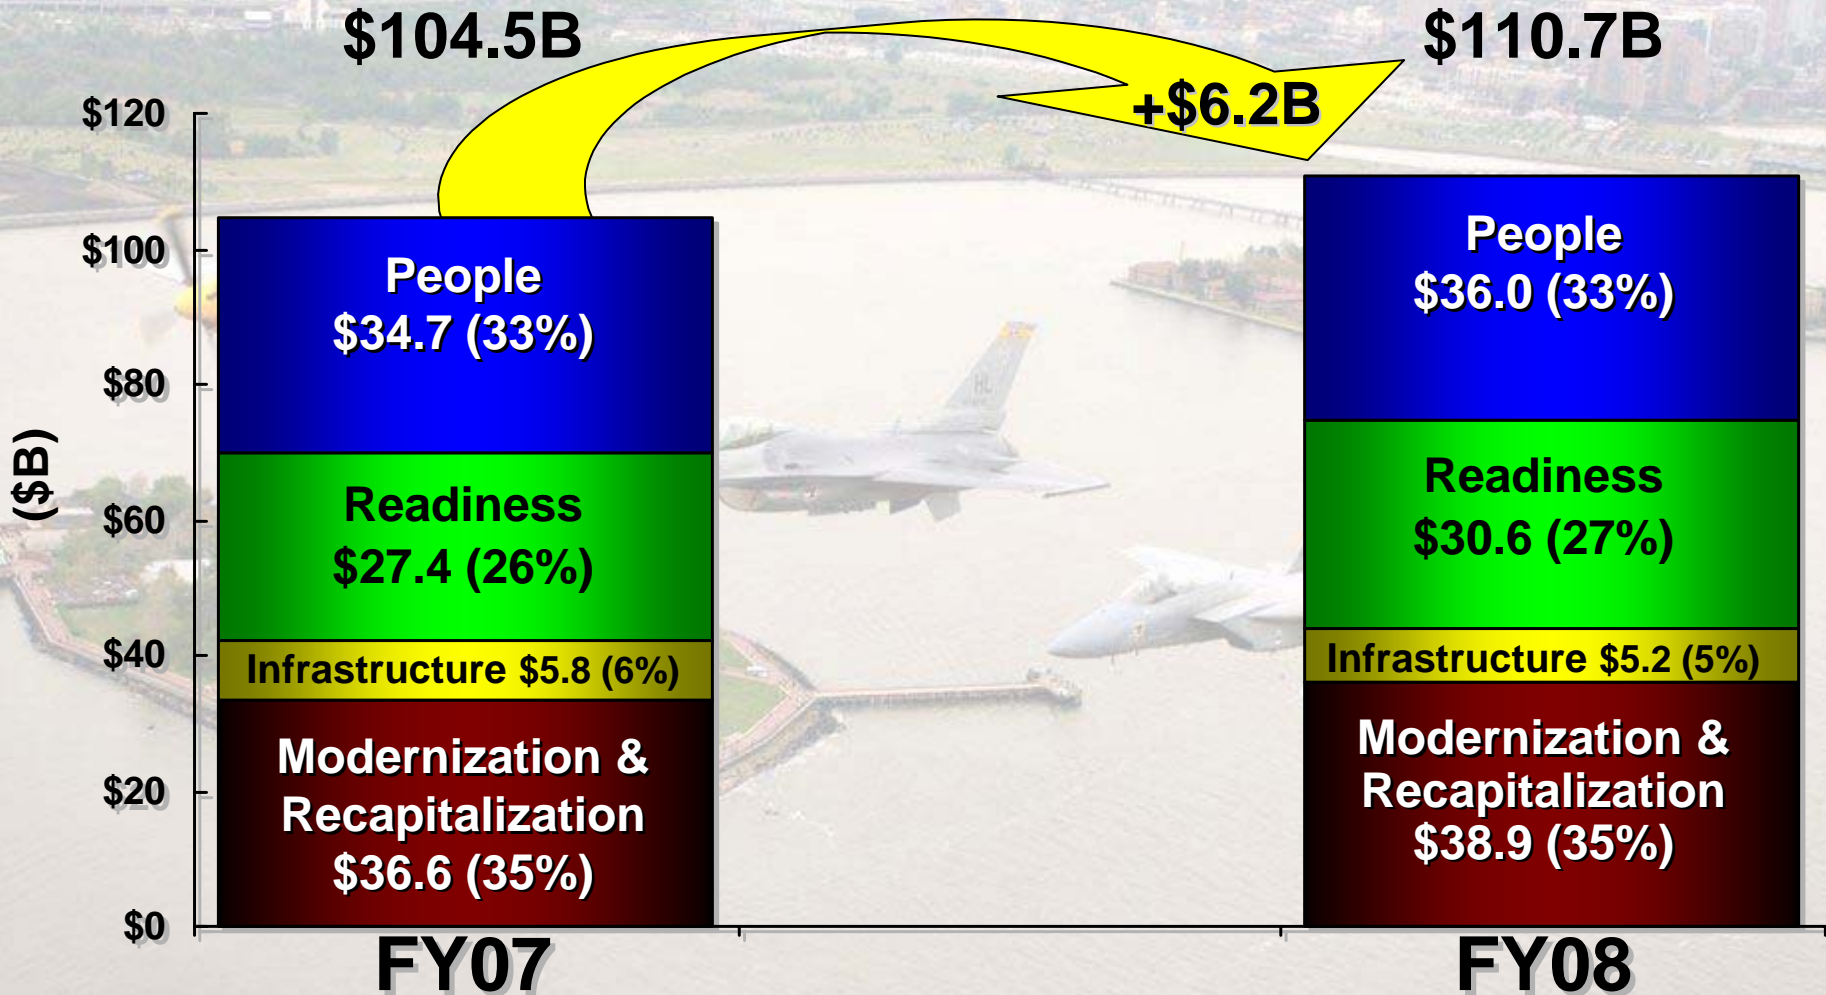 $104.5B
$110.7B
+$6.2B
($B)
$120
$100
$80
$60
$40
$20
$0
People
$34.7 (33%)
Readiness
$27.4 (26%)
Infrastructure $5.8 (6%)
Modernization &
Recapitalization
$36.6 (35%)
FY07
People
$36.0 (33%)
Readiness
$30.6 (27%)
Infrastructure $5.2 (5%)
Modernization &
Recapitalization
$38.9 (35%)
FY08
HL